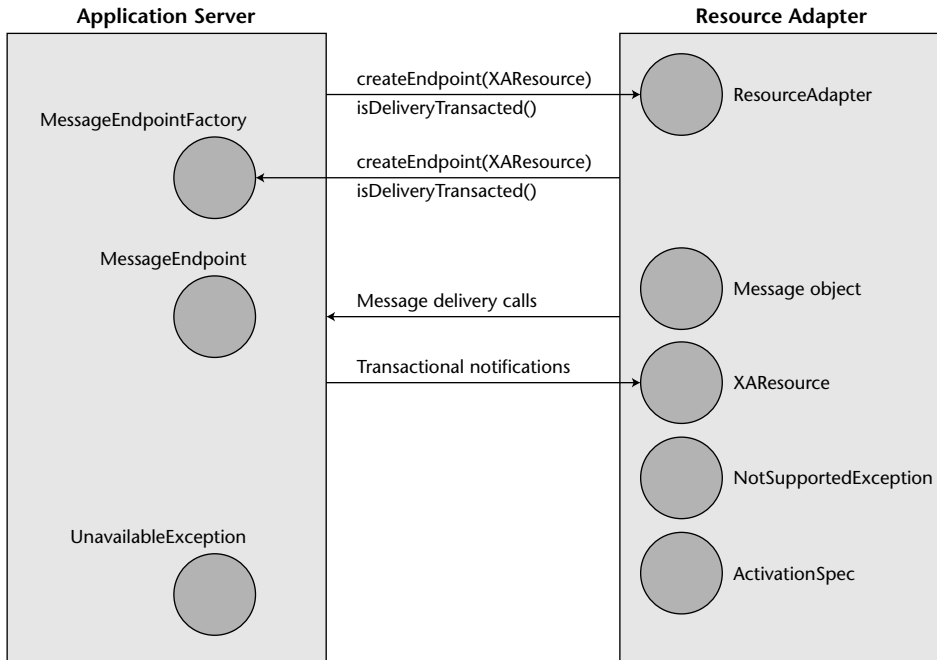 Application Server
Resource Adapter
createEndpoint(XAResource)
isDeliveryTransacted()
ResourceAdapter
MessageEndpointFactory
createEndpoint(XAResource)
isDeliveryTransacted()
MessageEndpoint
Message object
Message delivery calls
Transactional notifications
XAResource
NotSupportedException
UnavailableException
ActivationSpec